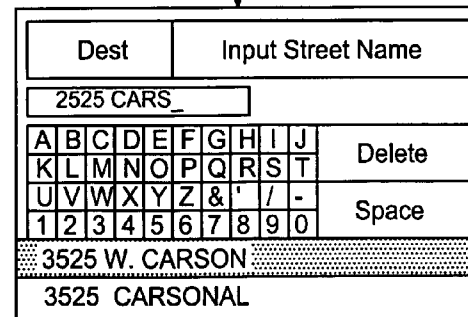 Dest Input Street Name
2525 CARS_
A B C D E F G H I J
K L M N O P Q R S T
Delete
U V W X Y Z & ' / -
1 2 3 4 5 6 7 8 9 0
Space
3525 W. CARSON
3525 CARSONAL